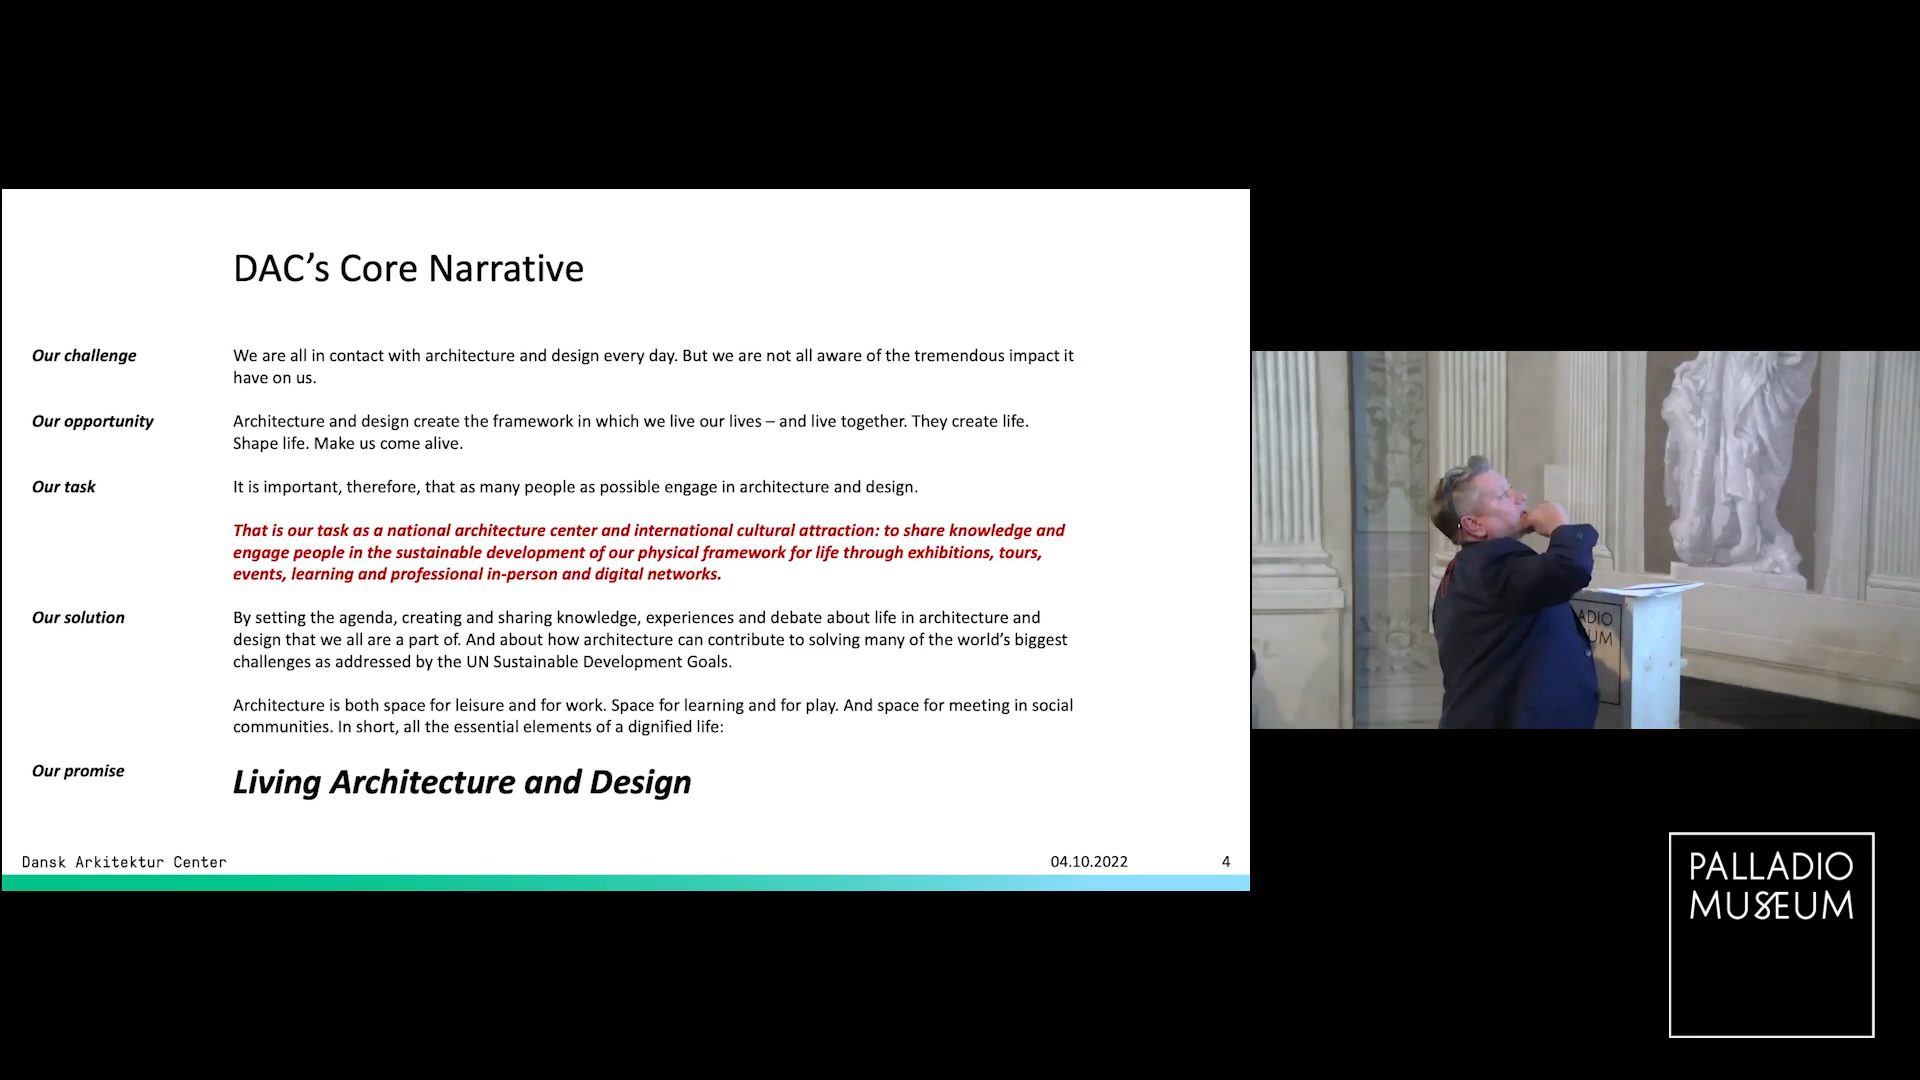 DAC’s Core Narrative
Our challenge
We are all in contact with architecture and design every day. But we are not all aware of the tremendous impact it
have on us.
Our opportunity
Architecture and design create the framework in which we live our lives – and live together. They create life.
Shape life. Make us come alive.
Our task
It is important, therefore, that as many people as possible engage in architecture and design.
That is our task as a national architecture center and international cultural attraction: to share knowledge and
engage people in the sustainable development of our physical framework for life through exhibitions, tours,
events, learning and professional in-person and digital networks.
Our solution
By setting the agenda, creating and sharing knowledge, experiences and debate about life in architecture and
design that we all are a part of. And about how architecture can contribute to solving many of the world’s biggest
challenges as addressed by the UN Sustainable Development Goals.
Architecture is both space for leisure and for work. Space for learning and for play. And space for meeting in social
communities. In short, all the essential elements of a dignified life:
Our promise
Living Architecture and Design
Dansk Arkitektur Center
04.10.2022
4
ADIO
UM
PALLADIO
MUSEUM